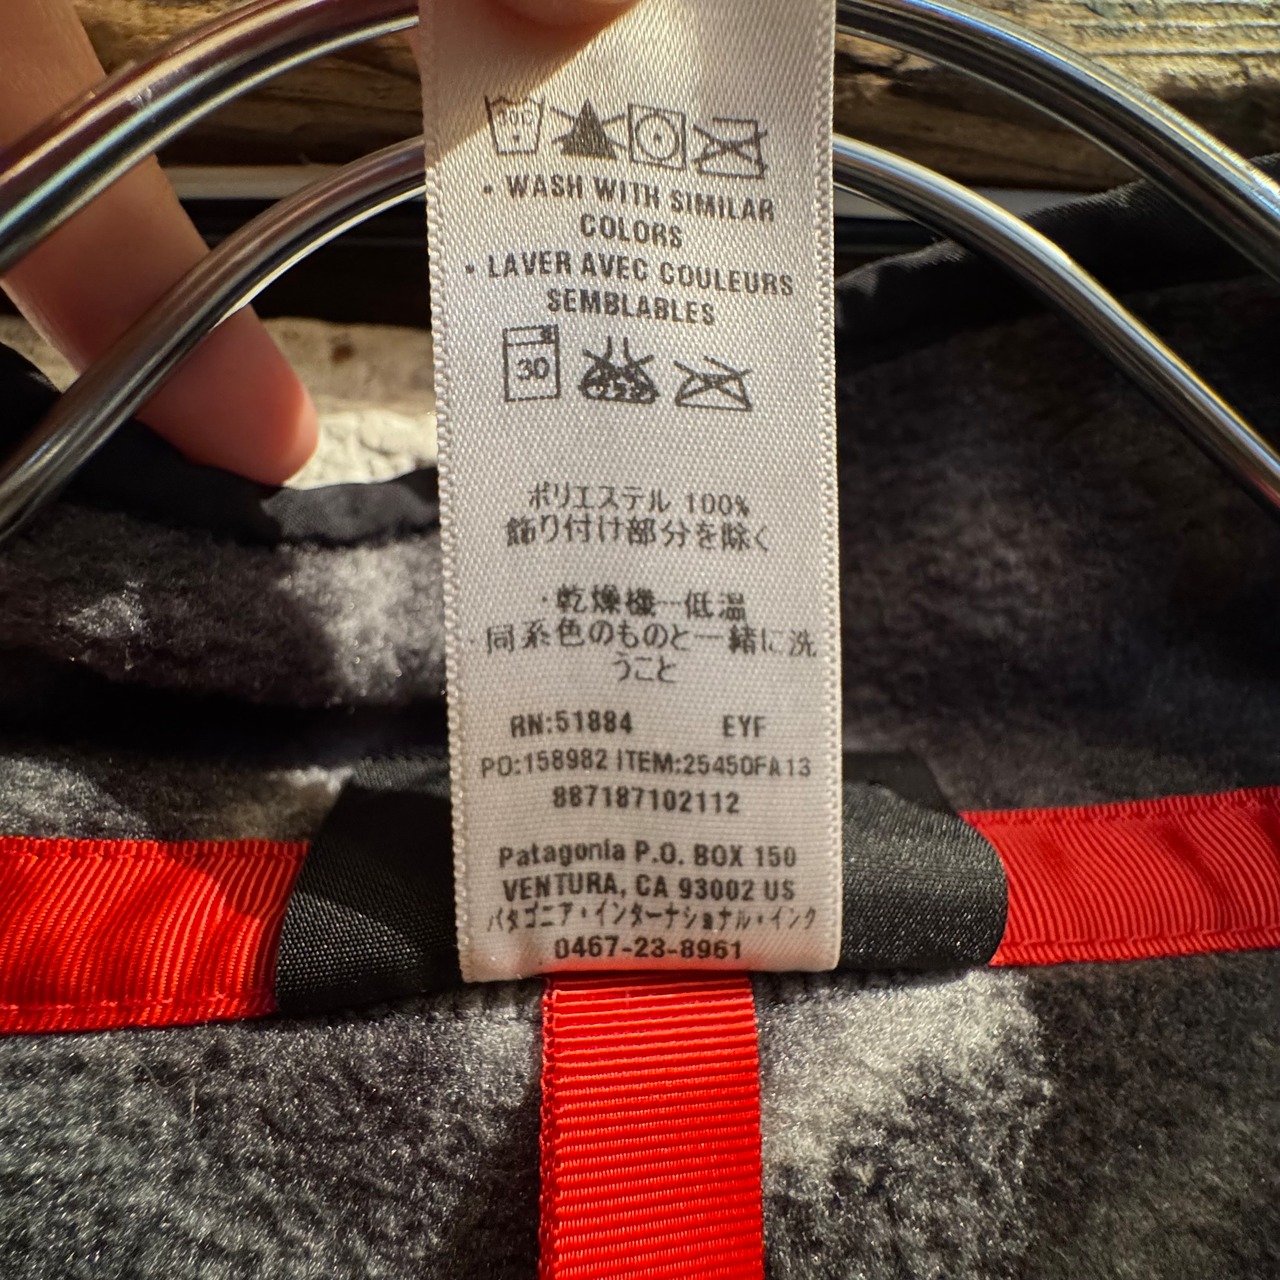 • WASH WITH SIMILAR
COLORS
• LAVER AVEC COULEURS
SEMBLABLES
30
ポリエステル 100%
飾り付け部分を除く
・乾燥機一低温
・同系色のものと一緒に洗
うこと
RN:51884 EYF
PO:158982 ITEM:25450FA13
887187102112
Patagonia P.O. BOX 150
VENTURA, CA 93002 US
パタゴニア・インターナショナル・インク
0467-23-8961